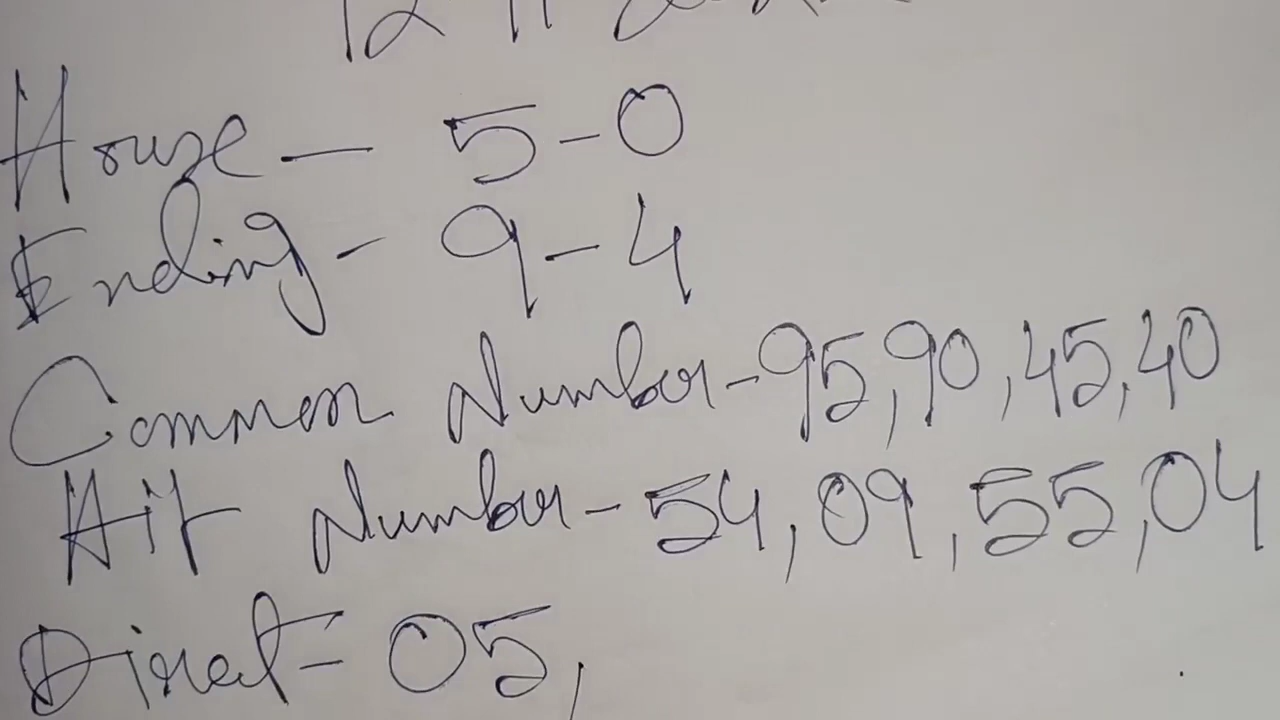 House - 5-0
Ending - 9-4
Common Number - 95, 90, 45, 40
Hit Number - 54, 09, 55, 04
Direct = 05,